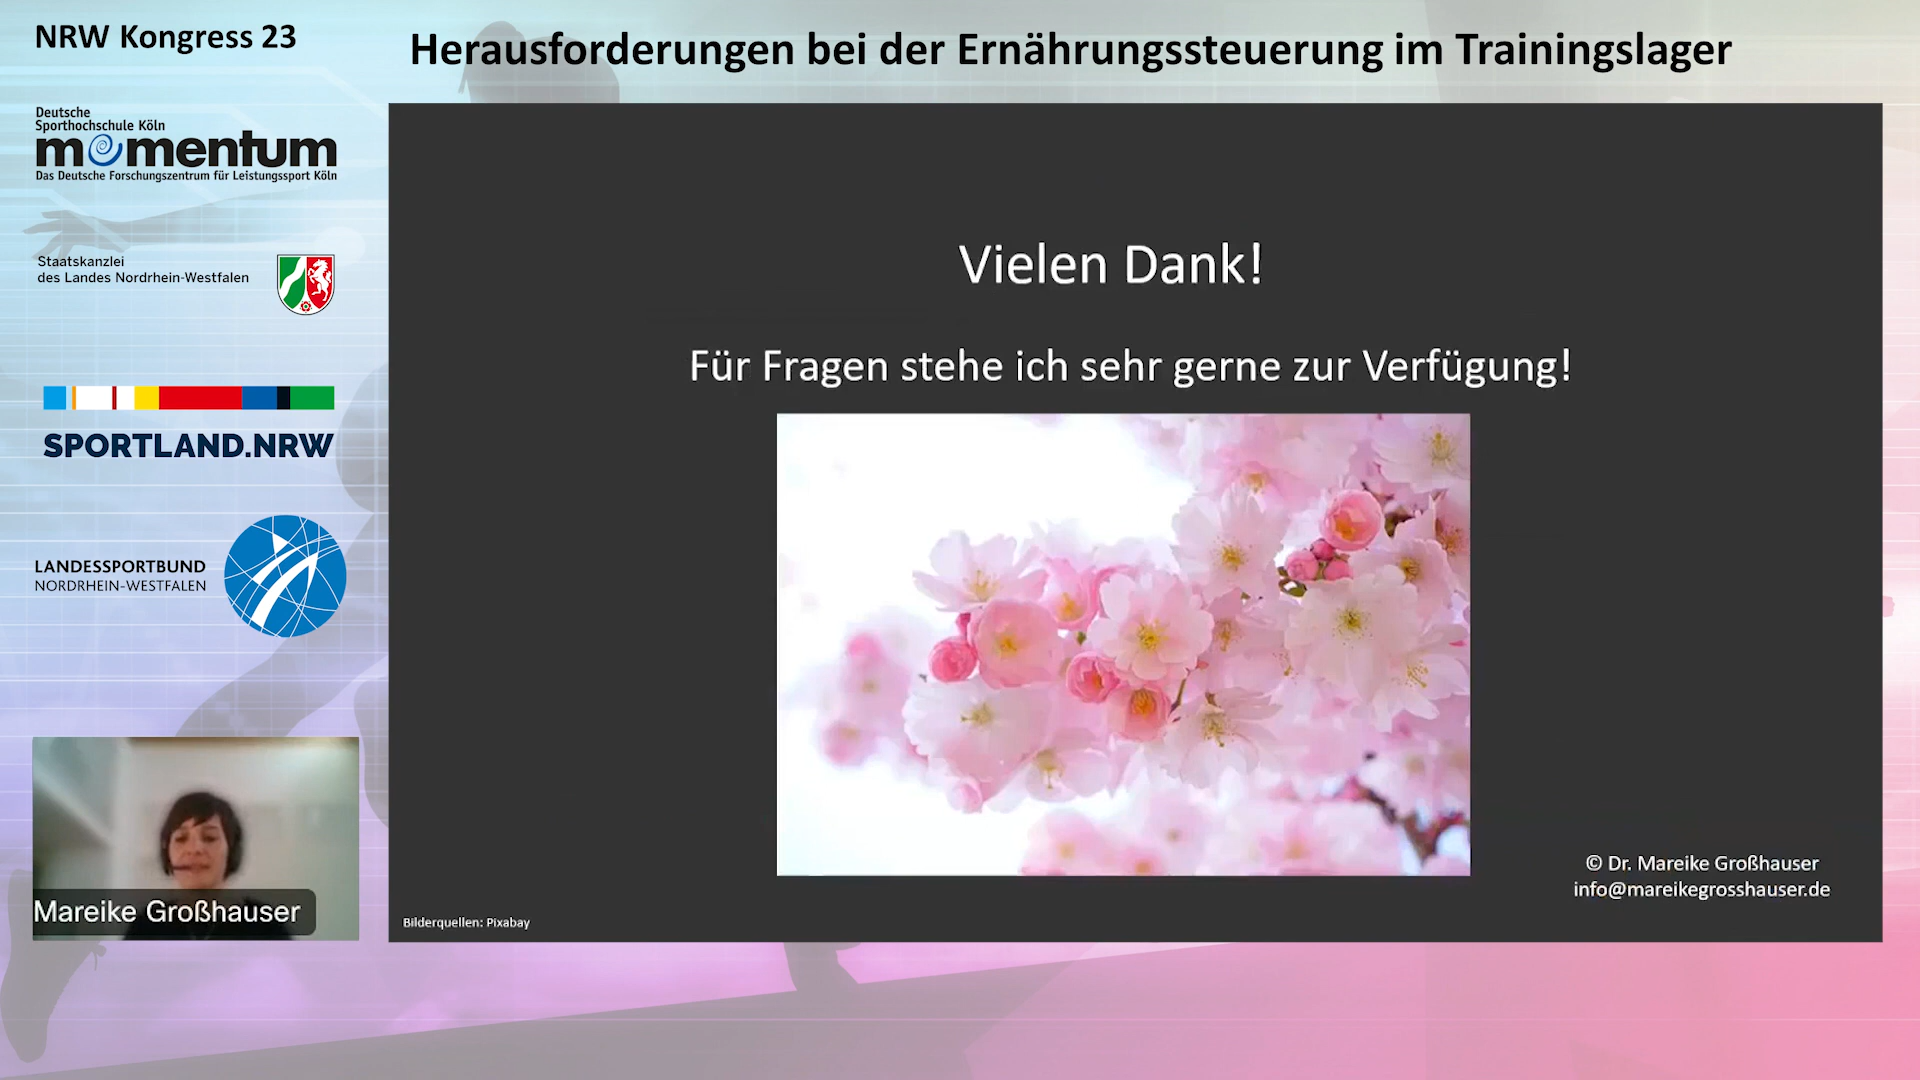 NRW Kongress 23
Herausforderungen bei der Ernährungssteuerung im Trainingslager
Deutsche
Sporthochschule Köln
momentum
Das Deutsche Forschungszentrum für Leistungssport Köln
Staatskanzlei
des Landes Nordrhein-Westfalen
SPORTLAND.NRW
LANDESSPORTBUND
NORDRHEIN-WESTFALEN
Mareike Großhauser
Vielen Dank!
Für Fragen stehe ich sehr gerne zur Verfügung!
© Dr. Mareike Großhauser
info@mareikegrosshauser.de
Bilderquellen: Pixabay